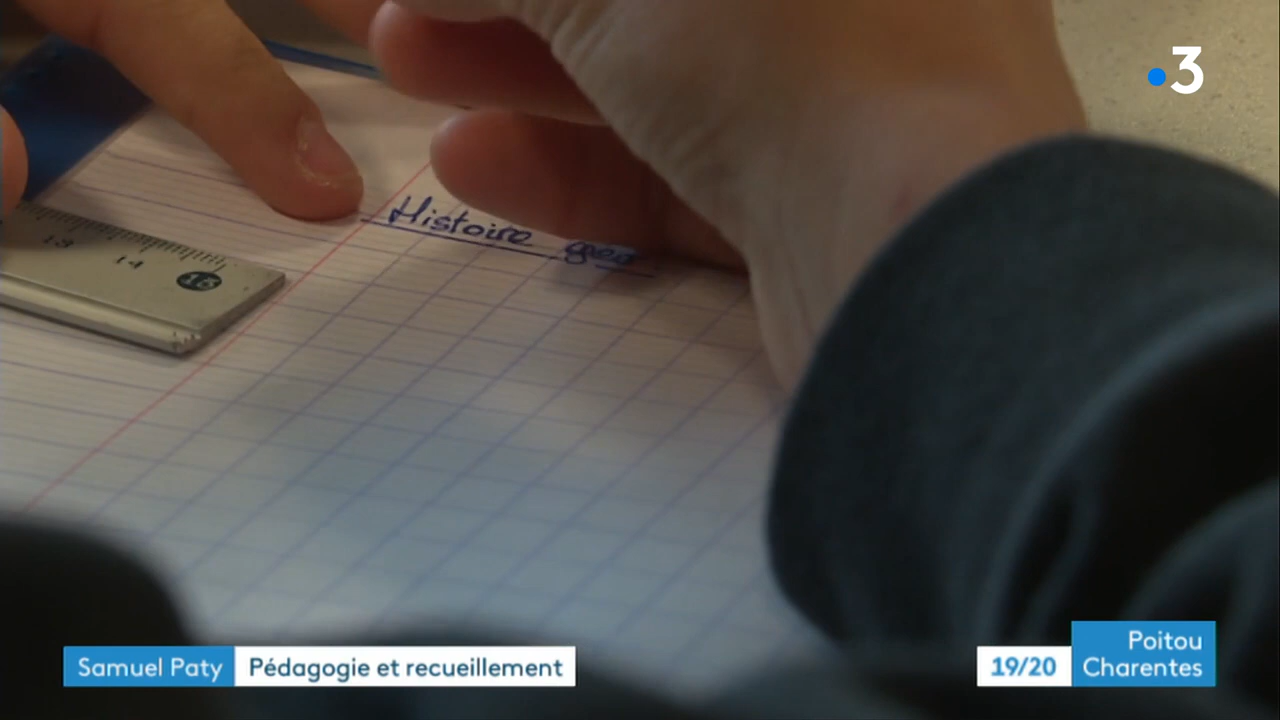 3
Histoire geo
13 14 15
Samuel Paty Pédagogie et recueillement
19/20 Poitou
Charentes